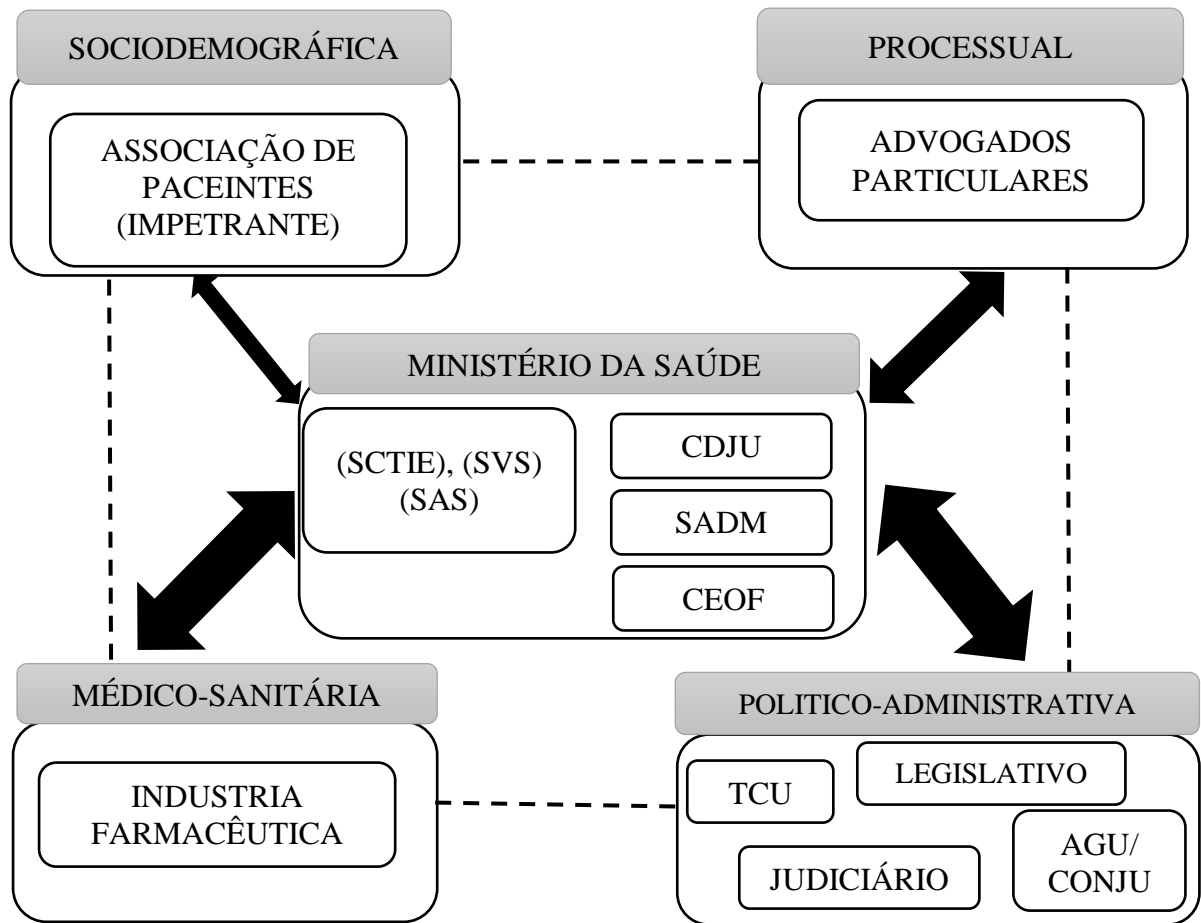 SOCIODEMOGRÁFICA
ASSOCIAÇÃO DE
PACEINTES
(IMPETRANTE)
PROCESSUAL
ADVOGADOS
PARTICULARES
MINISTÉRIO DA SAÚDE
(SCTIE), (SVS)
(SAS)
CDJU
SADM
CEOF
MÉDICO-SANITÁRIA
INDUSTRIA
FARMACÊUTICA
POLITICO-ADMINISTRATIVA
TCU
LEGISLATIVO
JUDICIÁRIO
AGU/
CONJU